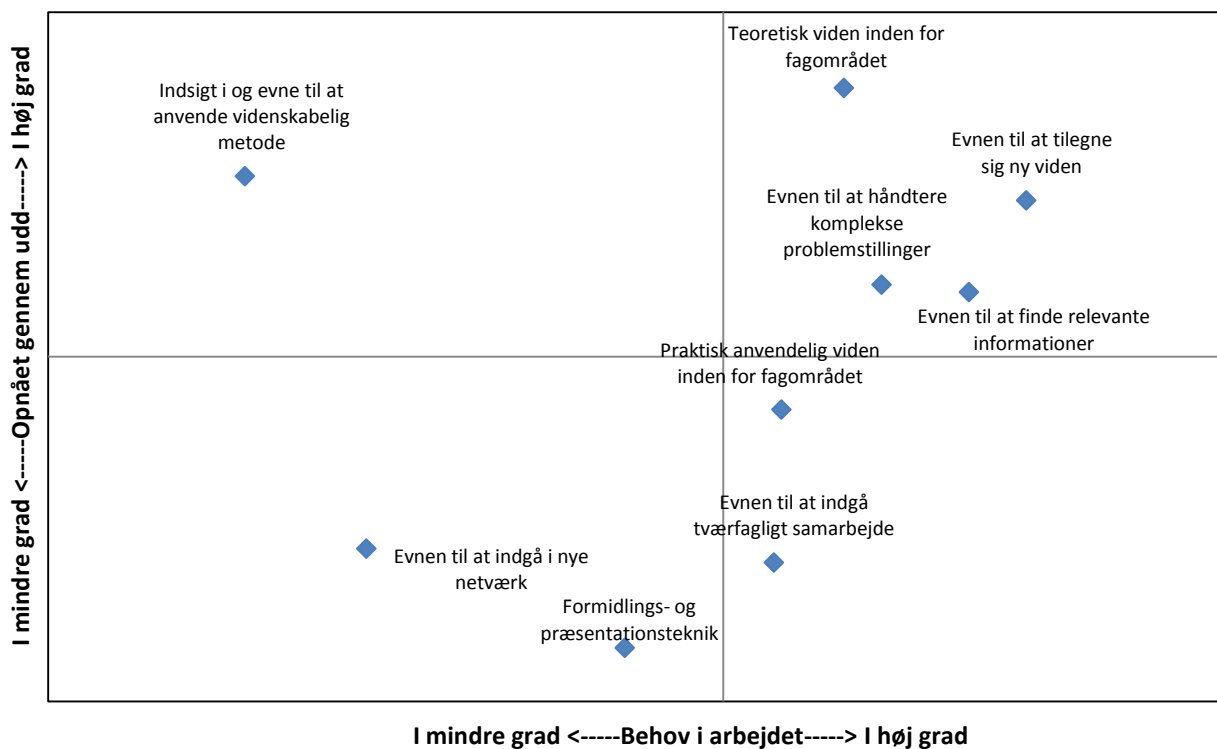 Teoretisk viden inden for
fagområdet
Indsigt i og evne til at
anvende videnskabelig
metode
Evnen til at tilegne
sig ny viden
Evnen til at håndtere
komplekse
problemstillinger
Evnen til at finde relevante
informationer
Praktisk anvendelig viden
inden for fagområdet
Evnen til at indgå
tværfagligt samarbejde
Evnen til at indgå i nye
netværk
Formidlings- og
præsentationsteknik
I mindre grad <-----Opnået gennem udd-----> I høj grad
I mindre grad <-----Behov i arbejdet-----> I høj grad